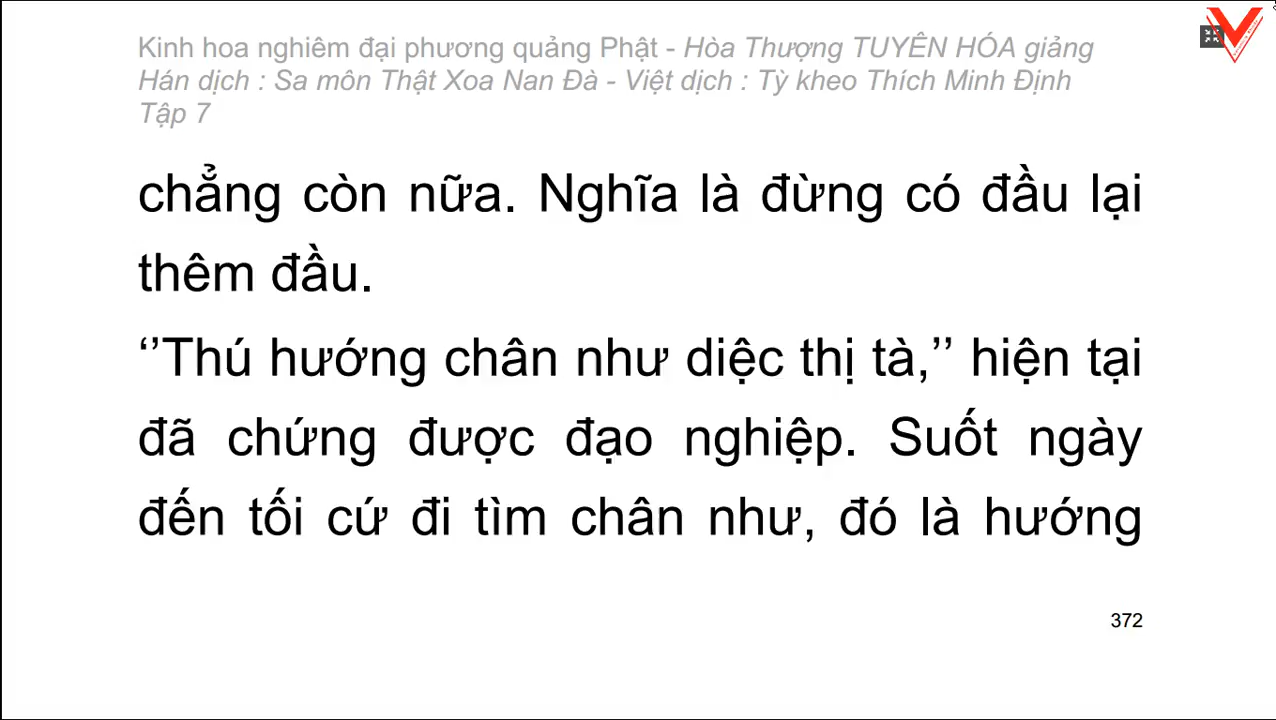 Kinh hoa nghiêm đại phương quảng Phật - Hòa Thượng TUYÊN HÓA giảng
Hán dịch : Sa môn Thật Xoa Nan Đà - Việt dịch : Tỳ kheo Thích Minh Định
Tập 7
chẳng còn nữa. Nghĩa là đừng có đầu lại
thêm đầu.
‘’Thú hướng chân như diệc thị tà,’’ hiện tại
đã chứng được đạo nghiệp. Suốt ngày
đến tối cứ đi tìm chân như, đó là hướng
372